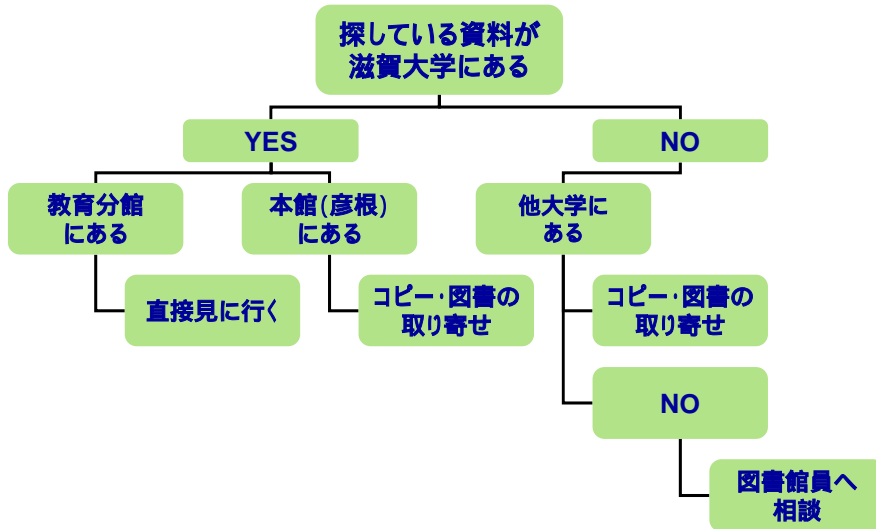 探している資料が
滋賀大学にある
YES
NO
教育分館
にある
本館(彦根)
にある
他大学に
ある
直接見に行く
コピー・図書の
取り寄せ
コピー・図書の
取り寄せ
NO
図書館員へ
相談